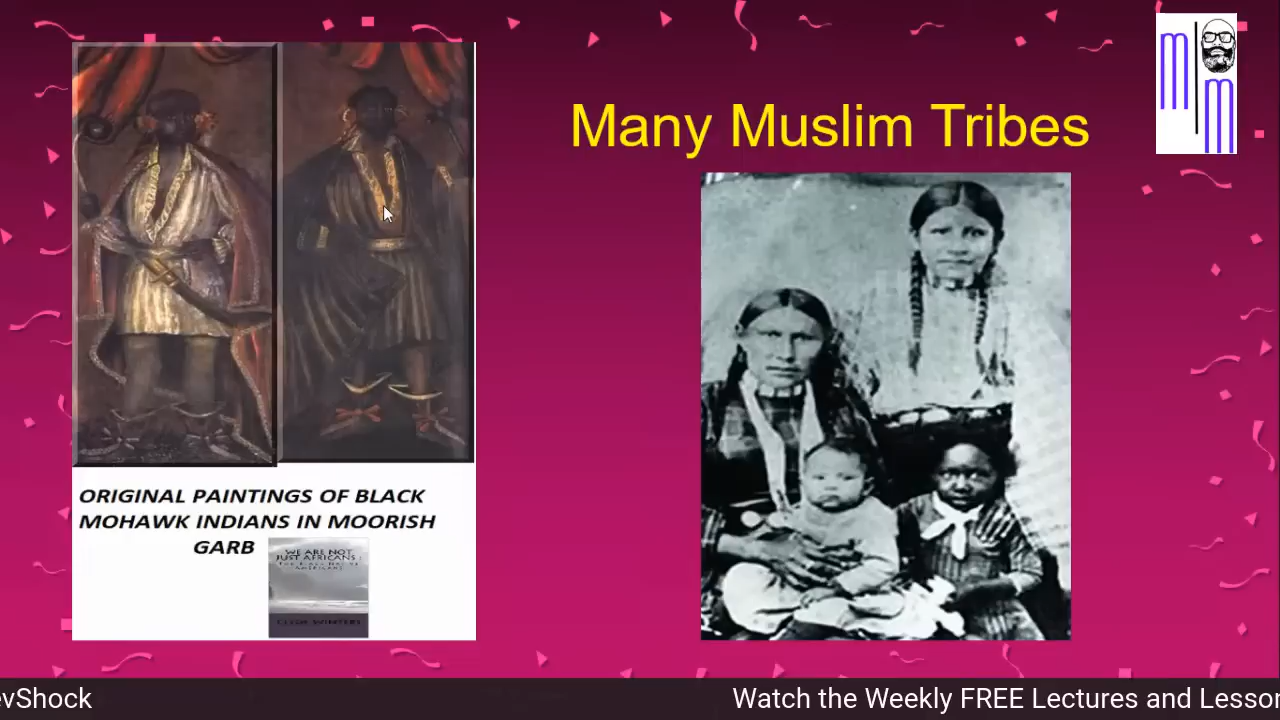 Many Muslim Tribes
ORIGINAL PAINTINGS OF BLACK
MOHAWK INDIANS IN MOORISH
GARB
WE ARE NOT
JUST AFRICANS:
evShock
Watch the Weekly FREE Lectures and Lesson